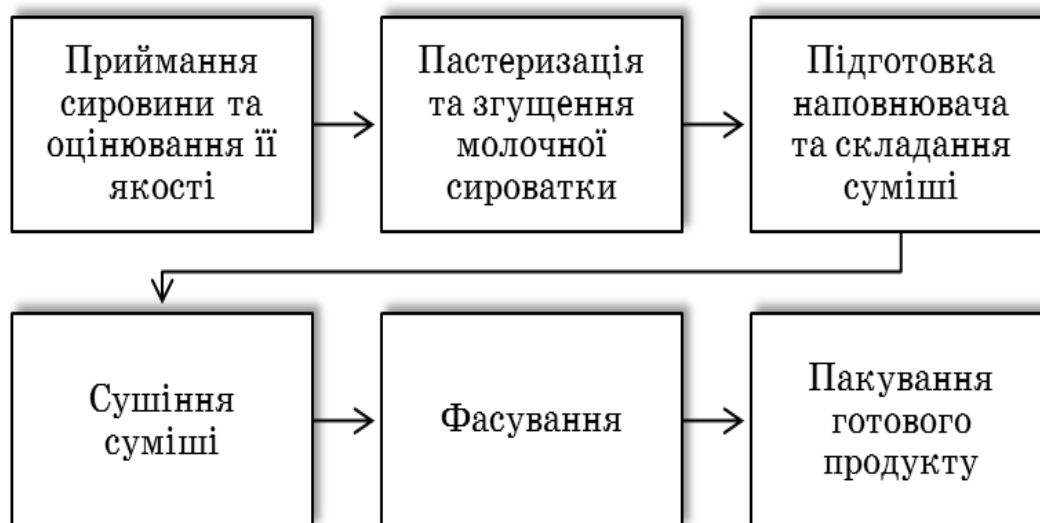 Приймання
сировини та
оцінювання її
якості
Пастеризація
та згущення
молочної
сироватки
Підготовка
наповнювача
та складання
суміші
Сушіння
суміші
Фасування
Пакування
готового
продукту